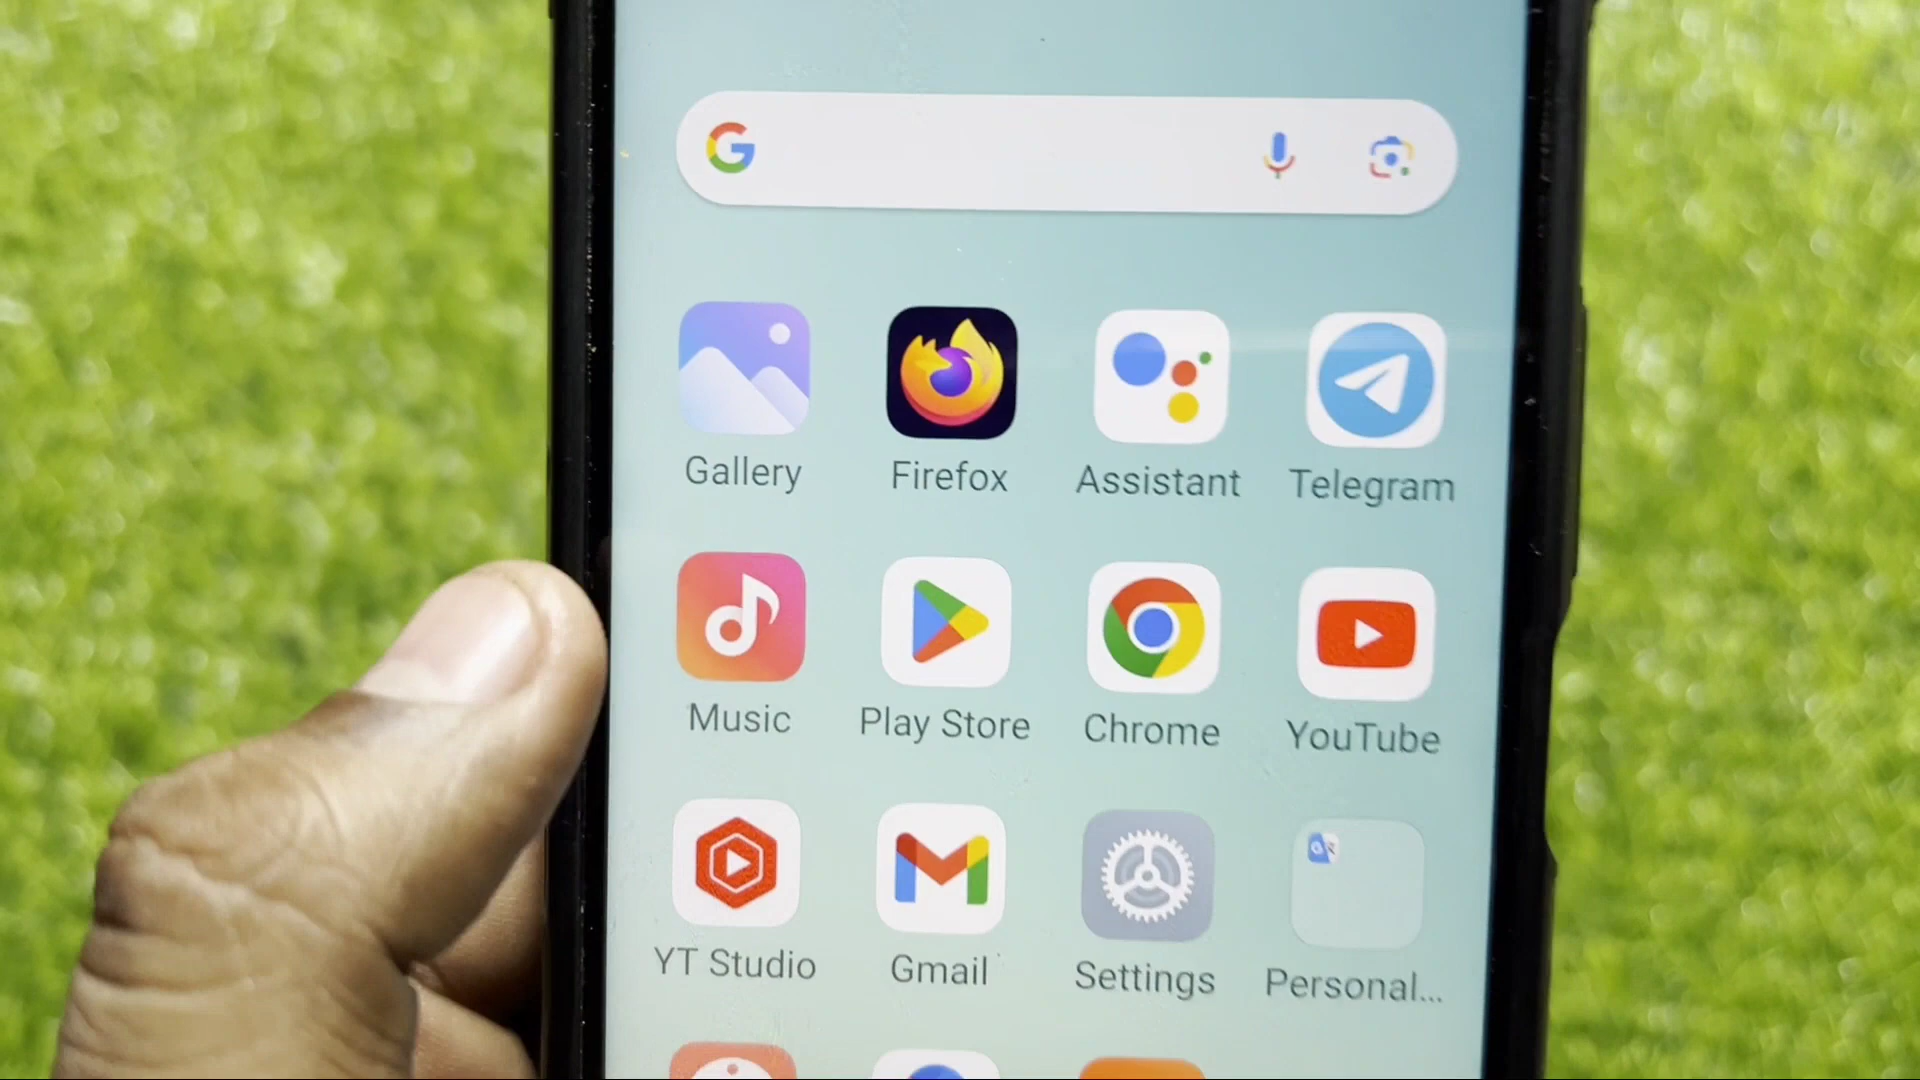 Gallery Firefox Assistant Telegram
Music Play Store Chrome YouTube
YT Studio Gmail Settings Personal...